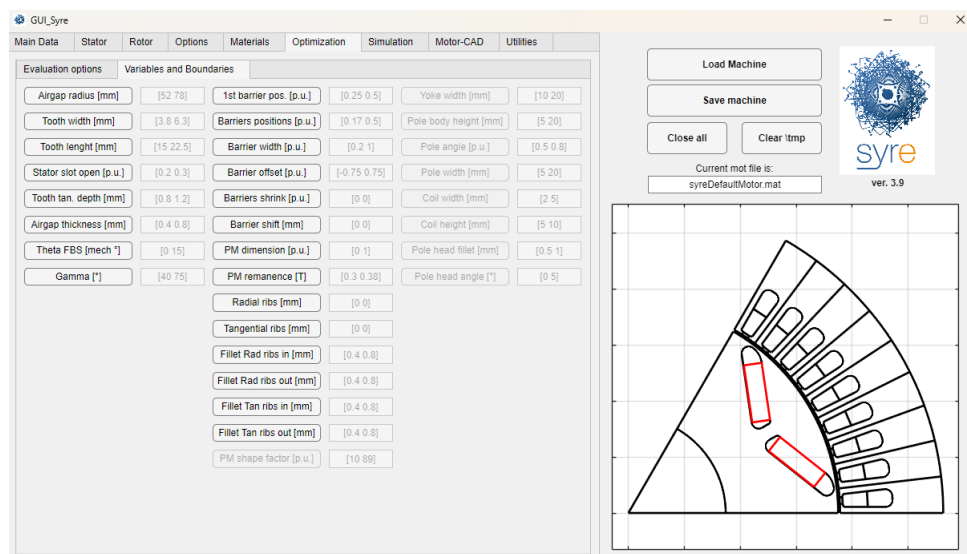 GUI_Syre
Main Data Stator Rotor Options Materials Optimization Simulation Motor-CAD Utilities
Evaluation options Variables and Boundaries
Airgap radius [mm] [52 78] 1st barrier pos. [p.u.] [0.25 0.5] Yoke width [mm] [10 20]
Tooth width [mm] [3.8 6.3] Barriers positions [p.u.] [0.17 0.5] Pole body height [mm] [5 20]
Tooth lenght [mm] [15 22.5] Barrier width [p.u.] [0.2 1] Pole angle [p.u.] [0.5 0.8]
Stator slot open [p.u.] [0.2 0.3] Barrier offset [p.u.] [-0.75 0.75] Pole width [mm] [5 20]
Tooth tan. depth [mm] [0.8 1.2] Barriers shrink [p.u.] [0 0] Coil width [mm] [2 5]
Airgap thickness [mm] [0.4 0.8] Barrier shift [mm] [0 0] Coil height [mm] [5 10]
Theta FBS [mech °] [0 15] PM dimension [p.u.] [0 1] Pole head fillet [mm] [0.5 1]
Gamma [°] [40 75] PM remanence [T] [0.3 0.38] Pole head angle [°] [0 5]
Radial ribs [mm] [0 0]
Tangential ribs [mm] [0 0]
Fillet Rad ribs in [mm] [0.4 0.8]
Fillet Rad ribs out [mm] [0.4 0.8]
Fillet Tan ribs in [mm] [0.4 0.8]
Fillet Tan ribs out [mm] [0.4 0.8]
PM shape factor [p.u.] [10 89]
Load Machine
Save machine
Close all Clear \tmp
Current mot file is:
syreDefaultMotor.mat
syre
ver. 3.9